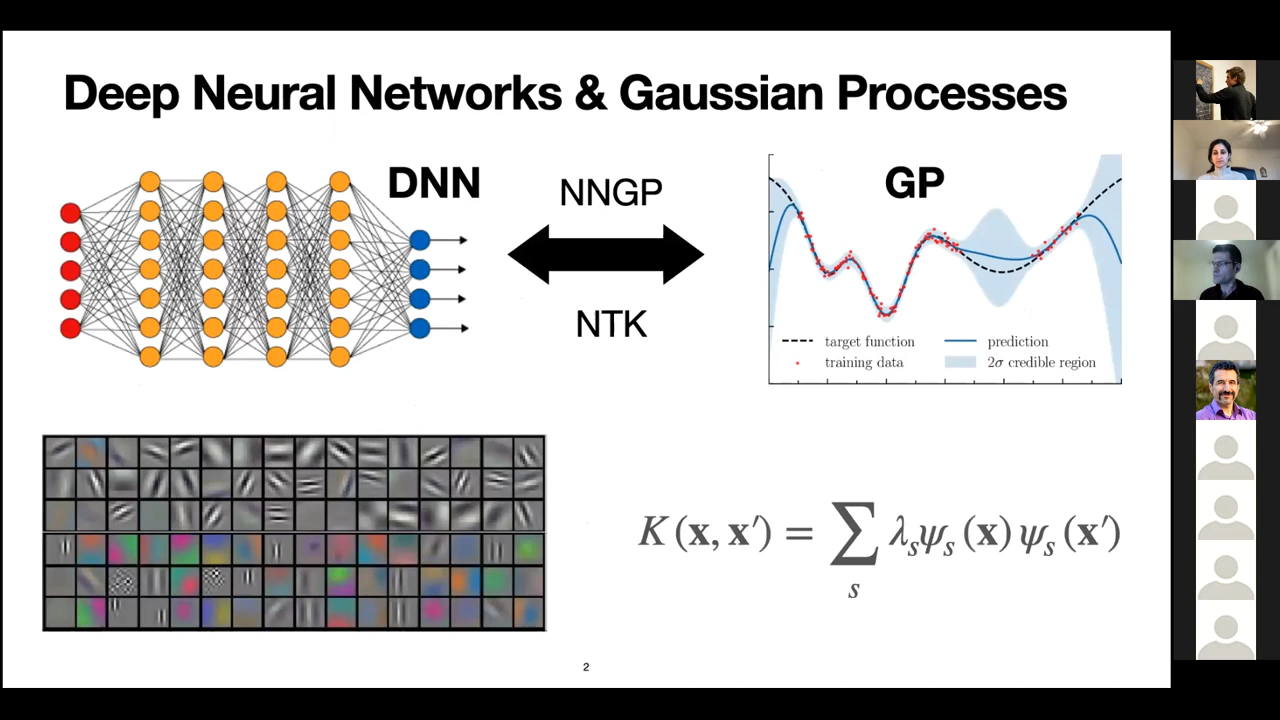 Deep Neural Networks & Gaussian Processes
DNN
NNGP
NTK
GP
target function
prediction
training data
2σ credible region
K(x, x′) = ∑ λₛψₛ(x) ψₛ(x′)
s
2